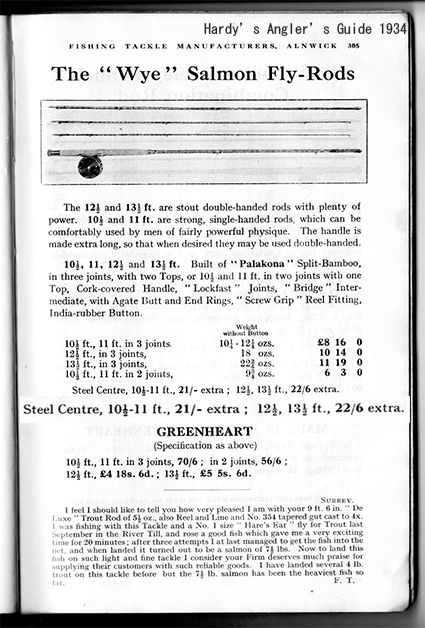 Hardy's Angler's Guide 1934
FISHING TACKLE MANUFACTURERS, ALNWICK 305
The "Wye" Salmon Fly-Rods
The 12½ and 13½ ft. are stout double-handed rods with plenty of
power. 10½ and 11 ft. are strong, single-handed rods, which can be
comfortably used by men of fairly powerful physique. The handle is
made extra long, so that when desired they may be used double-handed.
10½, 11, 12½ and 13½ ft. Built of "Palakona" Split-Bamboo,
in three joints, with two Tops, or 10½ and 11 ft. in two joints with one
Top, Cork-covered Handle, "Lockfast" Joints, "Bridge" Inter-
mediate, with Agate Butt and End Rings, "Screw Grip" Reel Fitting,
India-rubber Button.
Weight
without Button
10½ ft., 11 ft. in 3 joints. 10¼-12¼ ozs. £8 16 0
12½ ft., in 3 joints, 18 ozs. 10 14 0
13½ ft., in 3 joints, 22¾ ozs. 11 19 0
10½ ft., 11 ft. in 2 joints, ozs. 6 3 0
Steel Centre, 10½-11 ft., 21/- extra; 12½, 13½ ft., 22/6 extra.
Steel Centre, 10½-11 ft., 21/- extra; 12½, 13½ ft., 22/6 extra.
GREENHEART
(Specification as above)
10½ ft., 11 ft. in 3 joints, 70/6; in 2 joints, 56/6;
12½ ft., £4 18s. 6d.; 13½ ft., £5 5s. 6d.
SURREY.
I feel I should like to tell you how very pleased I am with your 9 ft. 6 in. "De
Luxe" Trout Rod of 5½ oz., also Reel and Line and No. 354 tapered gut cast to 4x.
I was fishing with this Tackle and a No. 1 size "Hare's Ear" fly for Trout last
September in the River Till, and rose a good fish which gave me a very exciting
time for 20 minutes; after three attempts I at last managed to get the fish into the
net, and when landed it turned out to be a salmon of 7½ lbs. Now to land this
fish on such light and fine tackle I consider your Firm deserves much praise for
supplying their customers with such reliable goods. I have landed several 4 lb.
trout on this tackle before but the 7½ lb. salmon has been the heaviest fish so
far. F. T.